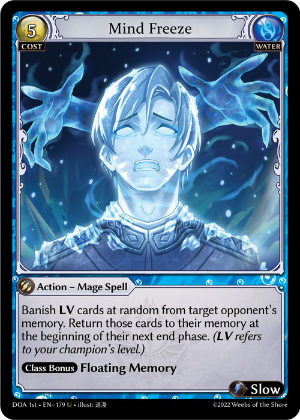 5
COST
Mind Freeze
WATER
Action – Mage Spell
Banish LV cards at random from target opponent's
memory. Return those cards to their memory at
the beginning of their next end phase. (LV refers
to your champion's level.)
Class Bonus Floating Memory
Slow
DOA 1st • EN-179 U • illust: 
©2022 Weebs of the Shore